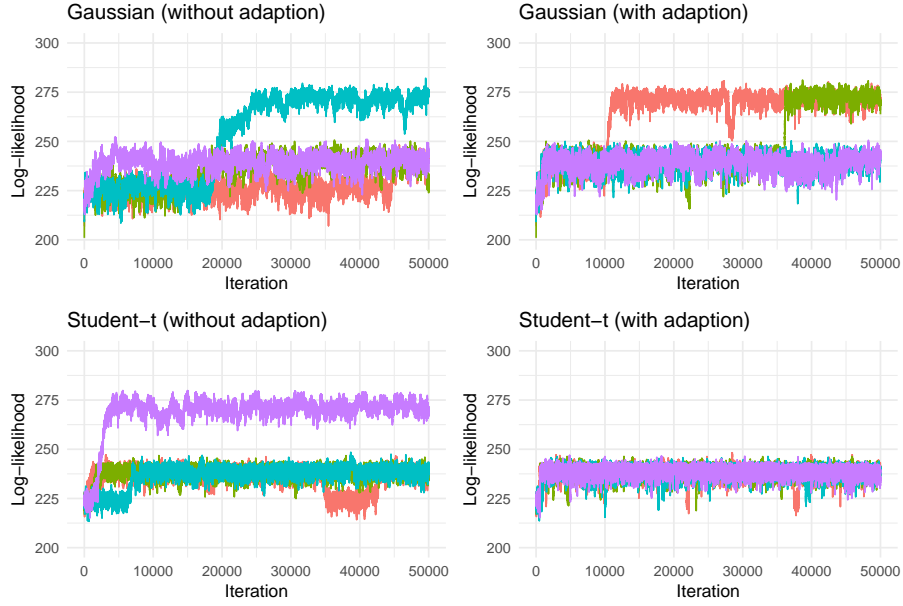 Gaussian (without adaption)
300
275
250
225
200
Log−likelihood
0 10000 20000 30000 40000 50000
Iteration
Gaussian (with adaption)
300
275
250
225
200
Log−likelihood
0 10000 20000 30000 40000 50000
Iteration
Student−t (without adaption)
300
275
250
225
200
Log−likelihood
0 10000 20000 30000 40000 50000
Iteration
Student−t (with adaption)
300
275
250
225
200
Log−likelihood
0 10000 20000 30000 40000 50000
Iteration